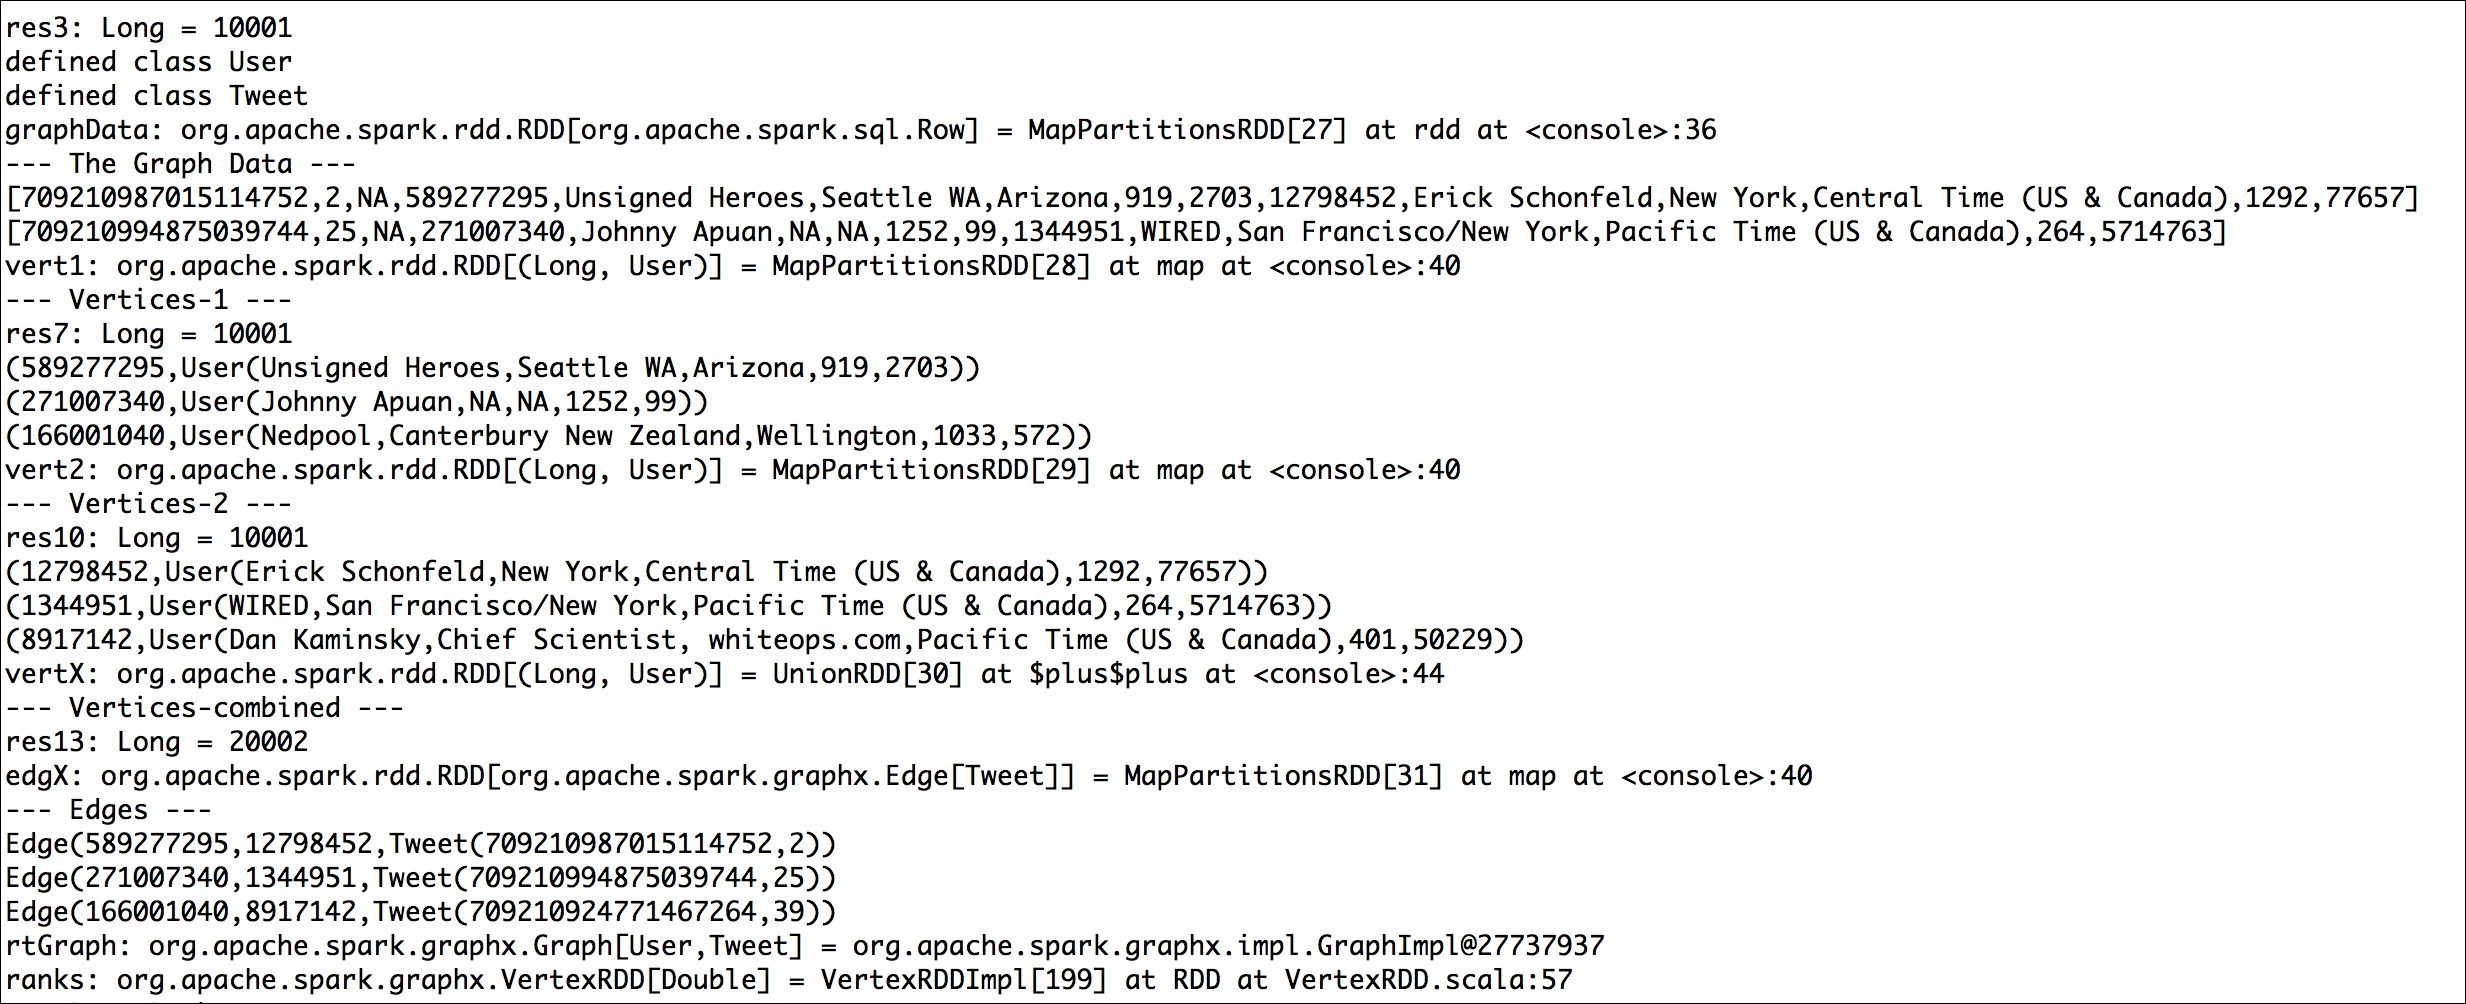 res3: Long = 10001
defined class User
defined class Tweet
graphData: org.apache.spark.rdd.RDD[org.apache.spark.sql.Row] = MapPartitionsRDD[27] at rdd at <console>:36
--- The Graph Data ---
[709210987015114752,2,NA,589277295,Unsigned Heroes,Seattle WA,Arizona,919,2703,12798452,Erick Schonfeld,New York,Central Time (US & Canada),1292,77657]
[709210994875039744,25,NA,271007340,Johnny Apuan,NA,NA,1252,99,1344951,WIRED,San Francisco/New York,Pacific Time (US & Canada),264,5714763]
vert1: org.apache.spark.rdd.RDD[(Long, User)] = MapPartitionsRDD[28] at map at <console>:40
--- Vertices-1 ---
res7: Long = 10001
(589277295,User(Unsigned Heroes,Seattle WA,Arizona,919,2703))
(271007340,User(Johnny Apuan,NA,NA,1252,99))
(166001040,User(Nedpool,Canterbury New Zealand,Wellington,1033,572))
vert2: org.apache.spark.rdd.RDD[(Long, User)] = MapPartitionsRDD[29] at map at <console>:40
--- Vertices-2 ---
res10: Long = 10001
(12798452,User(Erick Schonfeld,New York,Central Time (US & Canada),1292,77657))
(1344951,User(WIRED,San Francisco/New York,Pacific Time (US & Canada),264,5714763))
(8917142,User(Dan Kaminsky,Chief Scientist, whiteops.com,Pacific Time (US & Canada),401,50229))
vertX: org.apache.spark.rdd.RDD[(Long, User)] = UnionRDD[30] at $plus$plus at <console>:44
--- Vertices-combined ---
res13: Long = 20002
edgX: org.apache.spark.rdd.RDD[org.apache.spark.graphx.Edge[Tweet]] = MapPartitionsRDD[31] at map at <console>:40
--- Edges ---
Edge(589277295,12798452,Tweet(709210987015114752,2))
Edge(271007340,1344951,Tweet(709210994875039744,25))
Edge(166001040,8917142,Tweet(709210924771467264,39))
rtGraph: org.apache.spark.graphx.Graph[User,Tweet] = org.apache.spark.graphx.impl.GraphImpl@27737937
ranks: org.apache.spark.graphx.VertexRDD[Double] = VertexRDDImpl[199] at RDD at VertexRDD.scala:57